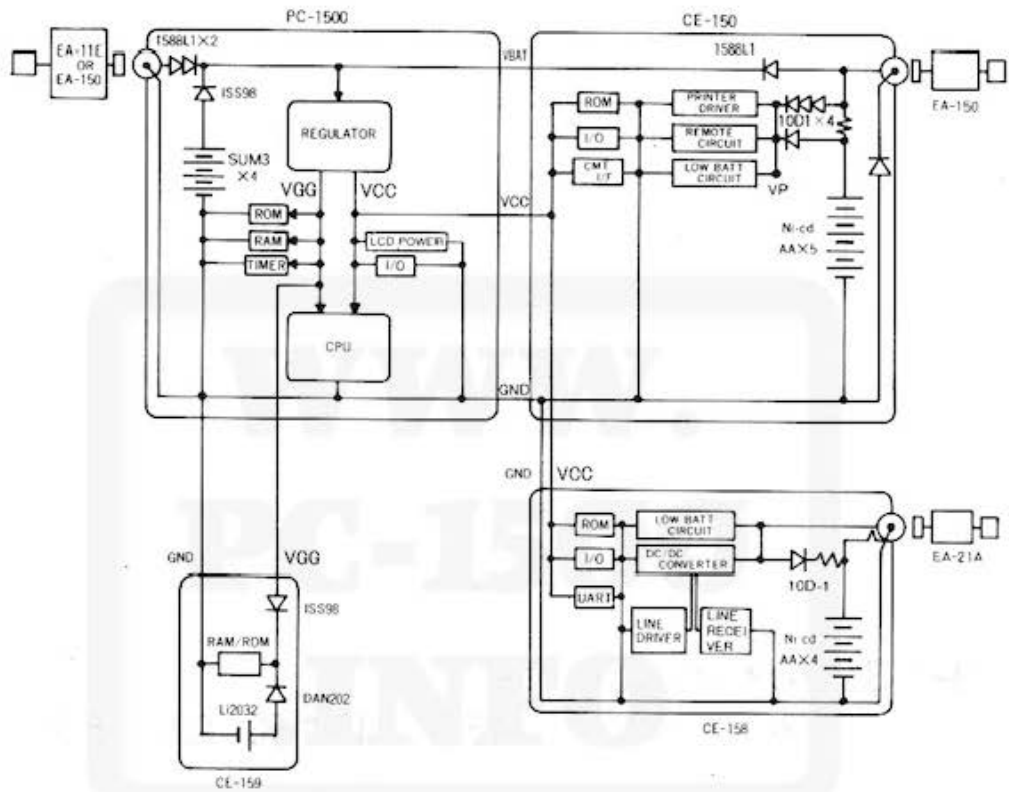 PC-1500
CE-150
EA-11E
OR
EA-150
1588L1×2
VBAT
1588L1
EA-150
ISS98
REGULATOR
SUM3
×4
VGG
VCC
VCC
ROM
RAM
TIMER
LCD POWER
I/O
CPU
GND
ROM
I/O
CMT
I/F
PRINTER
DRIVER
REMOTE
CIRCUIT
LOW BATT
CIRCUIT
10D1×4
VP
Ni-cd
AA×5
GND
VCC
ROM
I/O
UART
LOW BATT
CIRCUIT
DC/DC
CONVERTER
LINE
DRIVER
LINE
RECEI
VER
10D-1
Ni-cd
AA×4
EA-21A
CE-158
GND
VGG
ISS98
RAM/ROM
DAN202
Li2032
CE-159
WWW.
PC-1500
.INFO